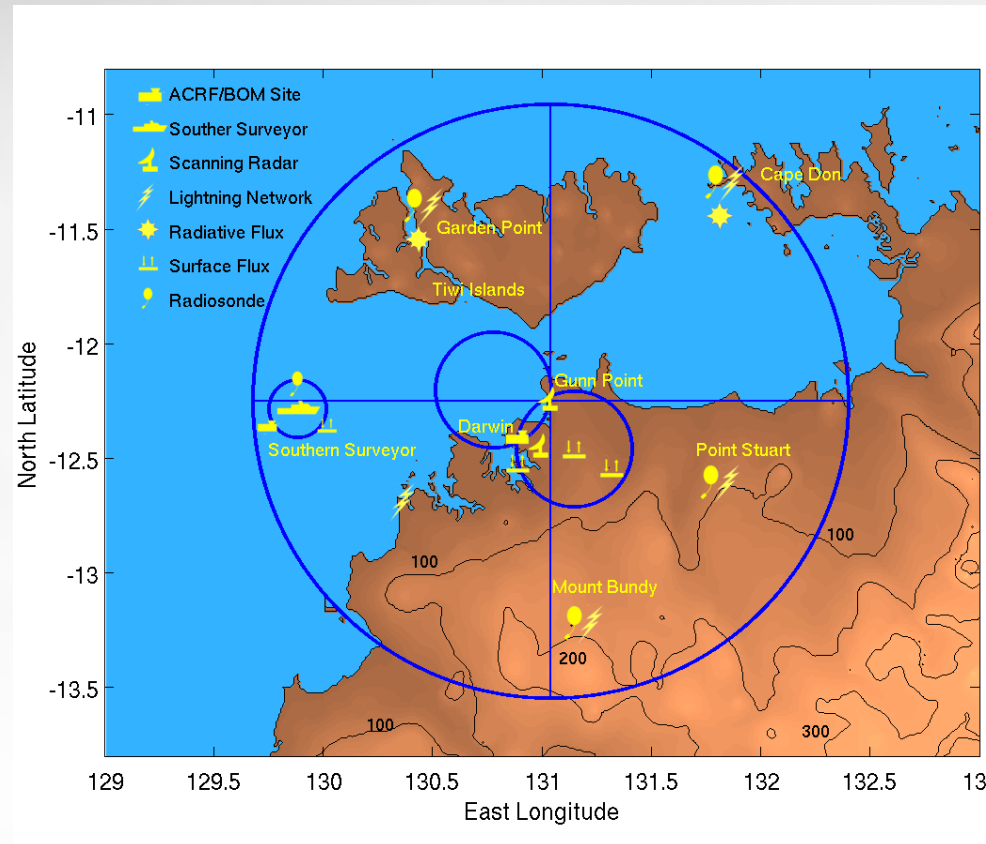 ACRF/BOM Site
Souther Surveyor
Scanning Radar
Lightning Network
Radiative Flux
Surface Flux
Radiosonde
Cape Don
Garden Point
Tiwi Islands
Gunn Point
Darwin
Southern Surveyor
Point Stuart
Mount Bundy
100
100
200
100
300
North Latitude
-11
-11.5
-12
-12.5
-13
-13.5
129
129.5
130
130.5
131
131.5
132
132.5
13
East Longitude